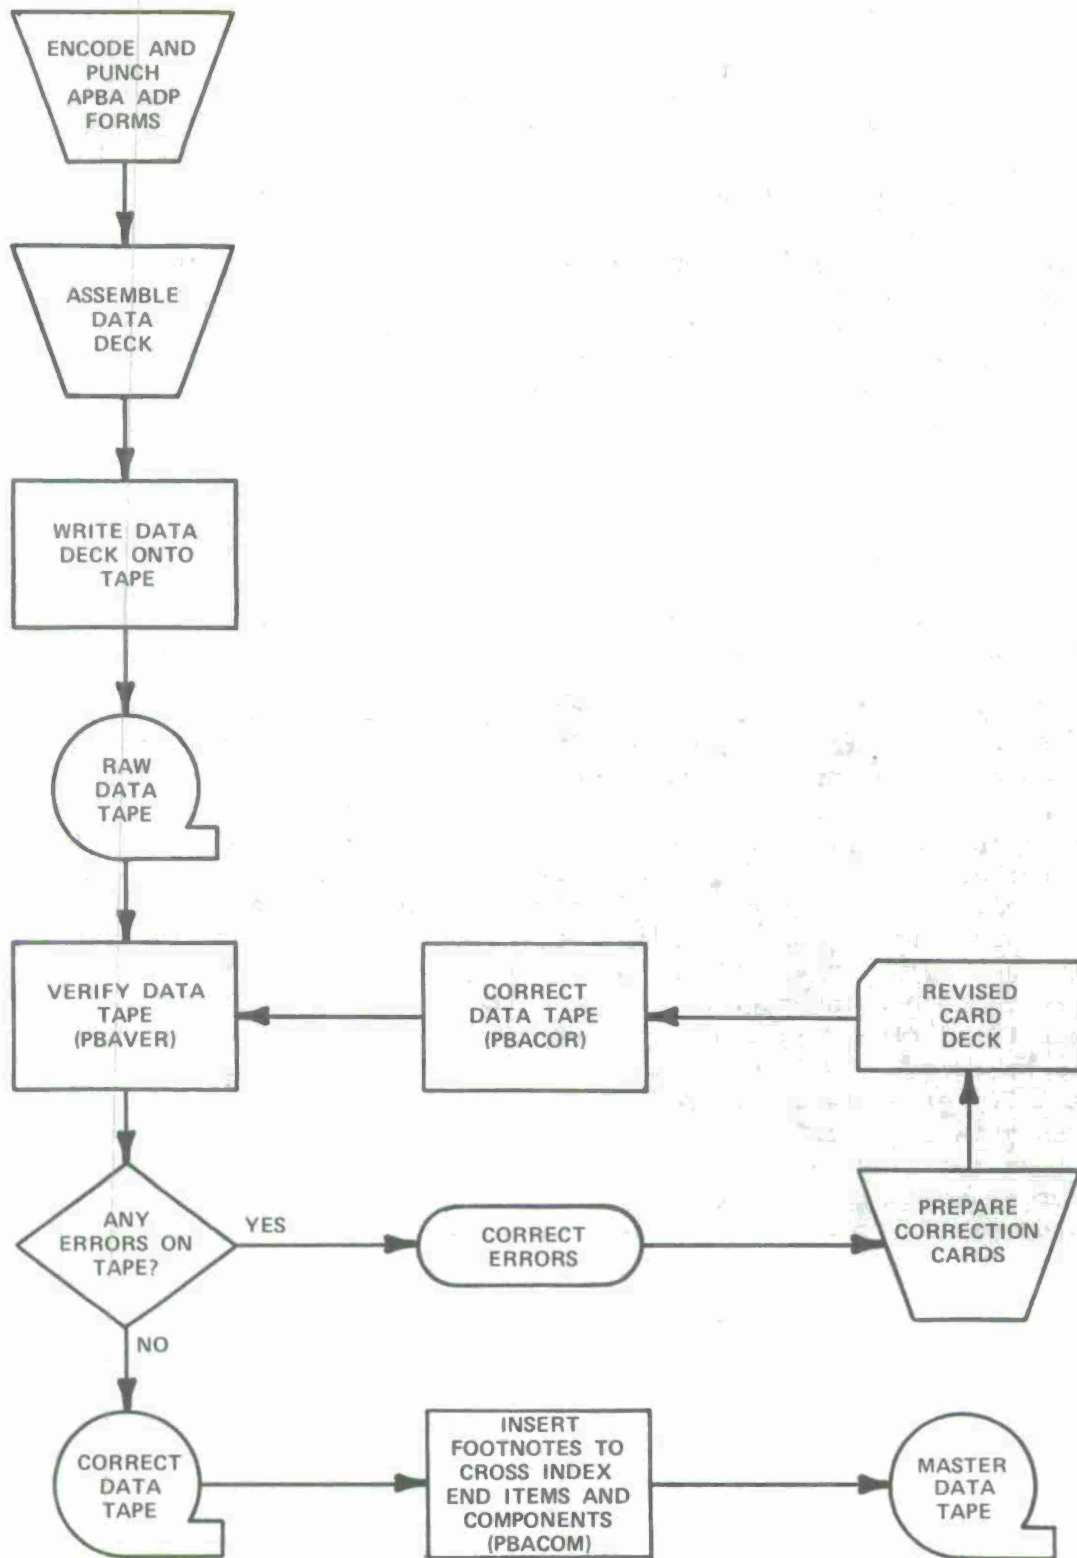 ENCODE AND
PUNCH
APBA ADP
FORMS
ASSEMBLE
DATA
DECK
WRITE DATA
DECK ONTO
TAPE
RAW
DATA
TAPE
VERIFY DATA
TAPE
(PBAVER)
CORRECT
DATA TAPE
(PBACOR)
REVISED
CARD
DECK
ANY
ERRORS ON
TAPE?
YES
CORRECT
ERRORS
PREPARE
CORRECTION
CARDS
NO
CORRECT
DATA
TAPE
INSERT
FOOTNOTES TO
CROSS INDEX
END ITEMS AND
COMPONENTS
(PBACOM)
MASTER
DATA
TAPE